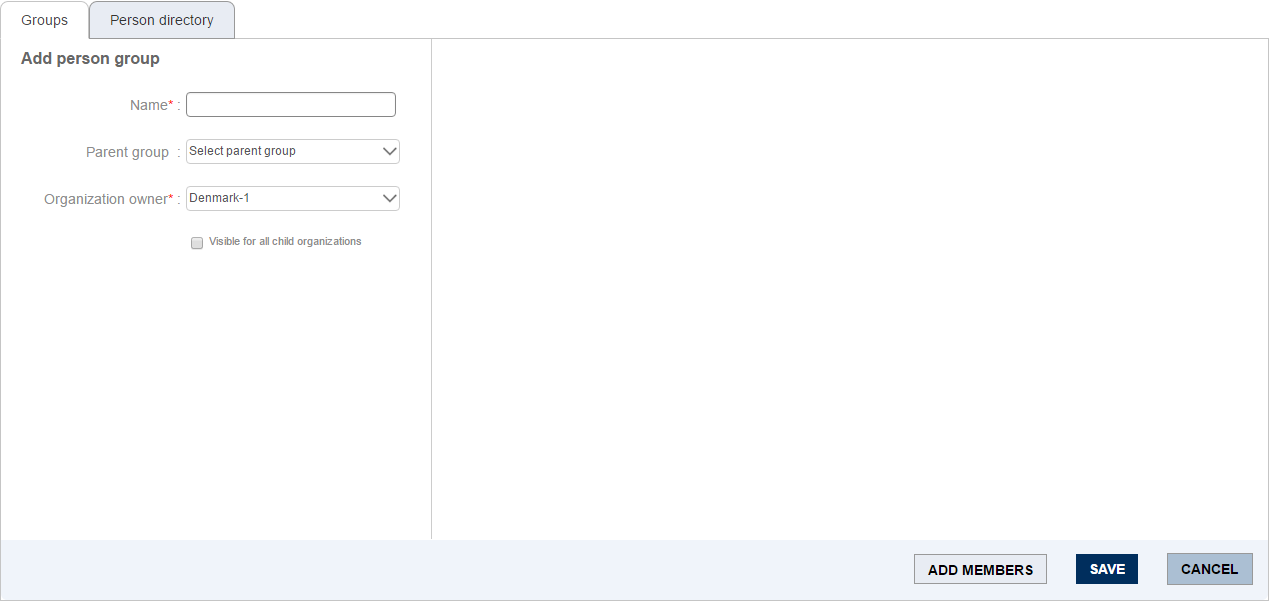 Groups
Person directory
Add person group
Name* :
Parent group :
Select parent group
Organization owner* :
Denmark-1
Visible for all child organizations
ADD MEMBERS
SAVE
CANCEL